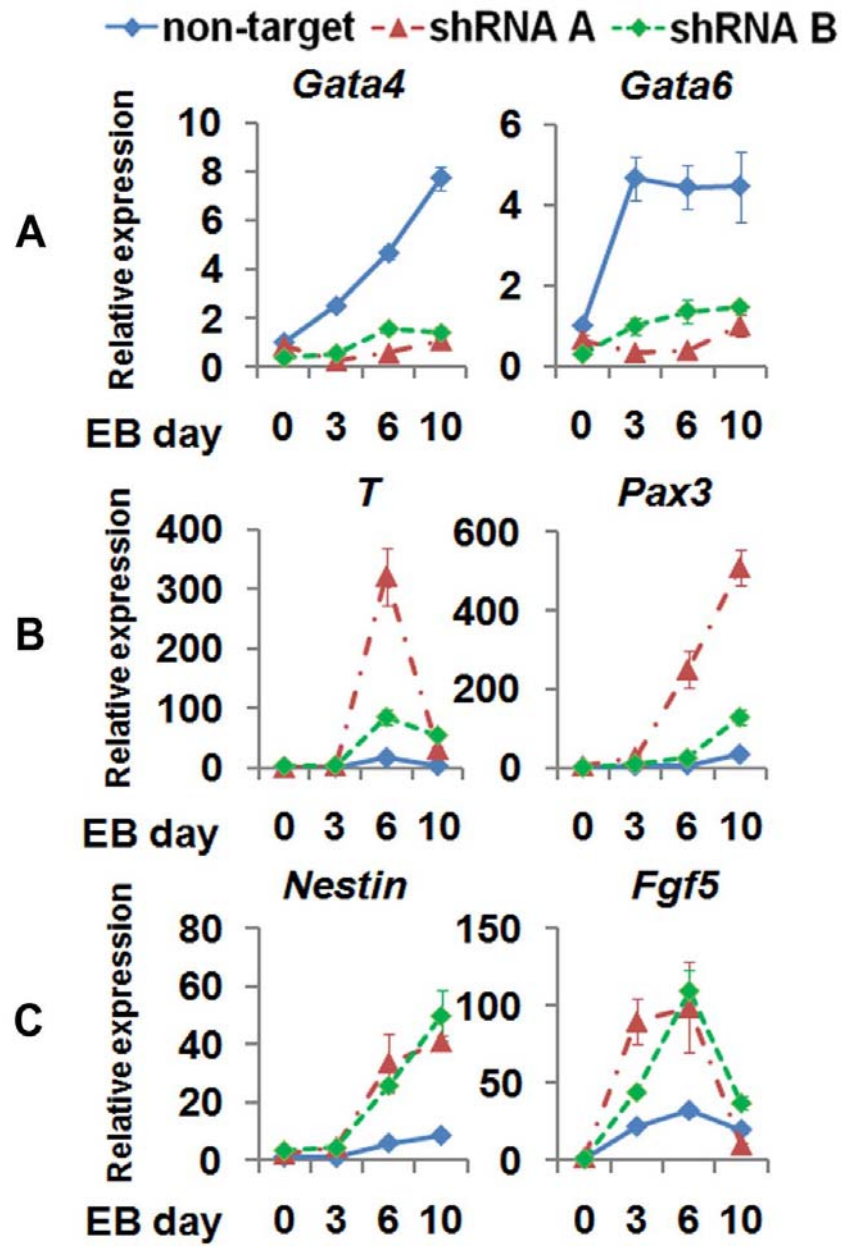 non-target shRNA A shRNA B
Gata4 Gata6
A
Relative expression
10
8
6
4
2
0
6
4
2
0
EB day 0 3 6 10 0 3 6 10
T Pax3
B
Relative expression
400
300
200
100
0
600
400
200
0
EB day 0 3 6 10 0 3 6 10
Nestin Fgf5
C
Relative expression
80
60
40
20
0
150
100
50
0
EB day 0 3 6 10 0 3 6 10